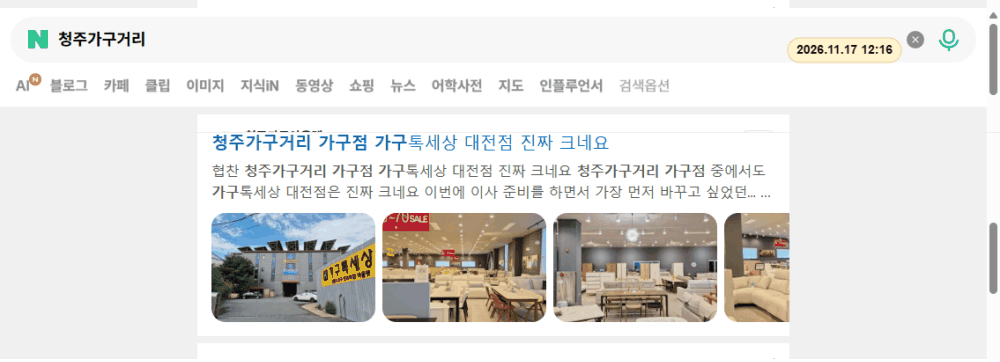 청주가구거리
2026.11.17 12:16
AI N 블로그 카페 클립 이미지 지식iN 동영상 쇼핑 뉴스 어학사전 지도 인플루언서 검색옵션
청주가구거리 가구점 가구톡세상 대전점 진짜 크네요
협찬 청주가구거리 가구점 가구톡세상 대전점 진짜 크네요 청주가구거리 가구점 중에서도
가구톡세상 대전점은 진짜 크네요 이번에 이사 준비를 하면서 가장 먼저 바꾸고 싶었던... ...
가구톡세상
~70 SALE